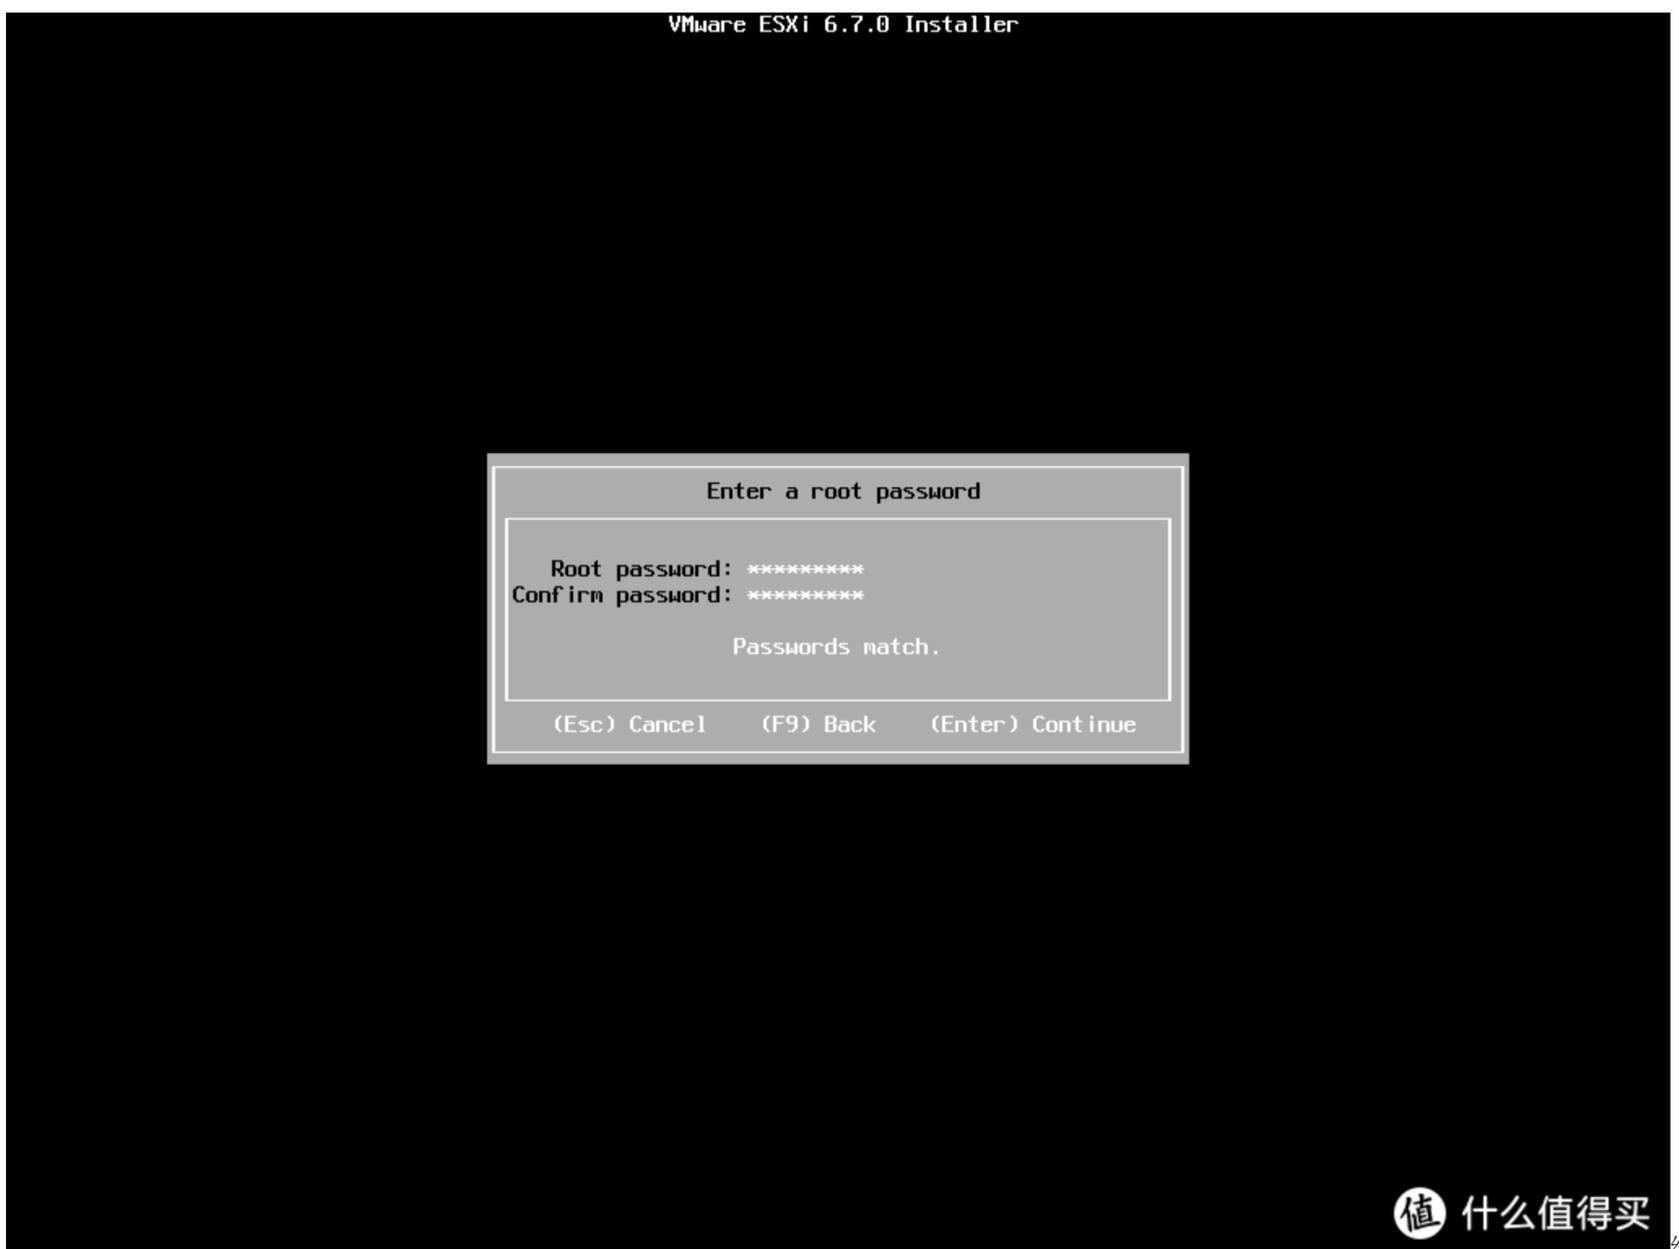 VMware ESXi 6.7.0 Installer
Enter a root password
Root password: *********
Confirm password: *********
Passwords match.
(Esc) Cancel (F9) Back (Enter) Continue
值 什么值得买